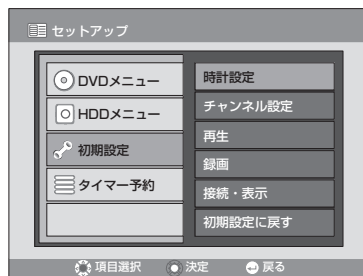 セットアップ
DVDメニュー
HDDメニュー
初期設定
タイマー予約
時計設定
チャンネル設定
再生
録画
接続・表示
初期設定に戻す
項目選択 決定 戻る